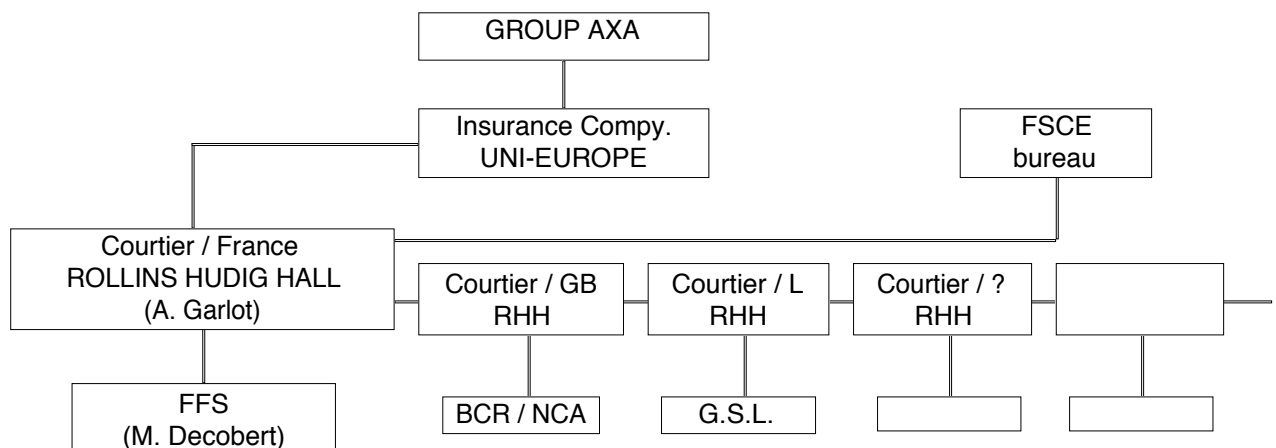 GROUP AXA
Insurance Compy.
UNI-EUROPE
FSCE
bureau
Courtier / France
ROLLINS HUDIG HALL
(A. Garlot)
Courtier / GB
RHH
Courtier / L
RHH
Courtier / ?
RHH
FFS
(M. Decobert)
BCR / NCA
G.S.L.